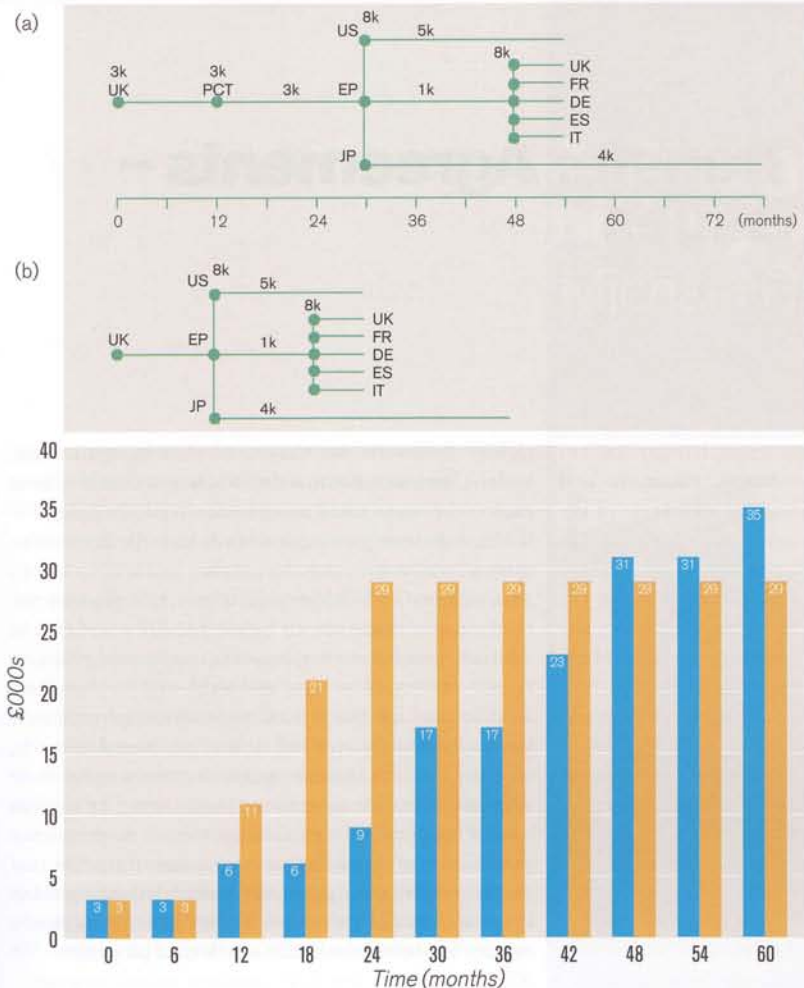 (a)
8k
US 5k
3k 3k 8k UK
UK PCT 3k EP 1k FR
DE
ES
IT
JP 4k
0 12 24 36 48 60 72 (months)
(b)
8k
US 5k
8k UK
FR
UK EP 1k DE
ES
IT
JP 4k
40
35
30
25
20
15
10
5
0
£000s
3 3 3 3 6 11 6 21 9 29 17 29 17 29 23 29 31 29 31 29 35 29
0 6 12 18 24 30 36 42 48 54 60
Time (months)